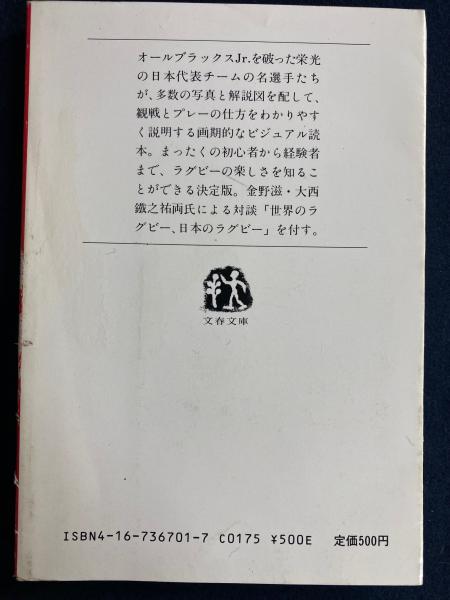 オールブラックスJr.を破った栄光
の日本代表チームの名選手たち
が、多数の写真と解説図を配して、
観戦とプレーの仕方をわかりやす
く説明する画期的なビジュアル読
本。まったくの初心者から経験者
まで、ラグビーの楽しさを知るこ
とができる決定版。金野滋・大西
鐵之祐両氏による対談「世界のラ
グビー、日本のラグビー」を付す。
文春文庫
ISBN4-16-736701-7 C0175 ¥500E 定価500円